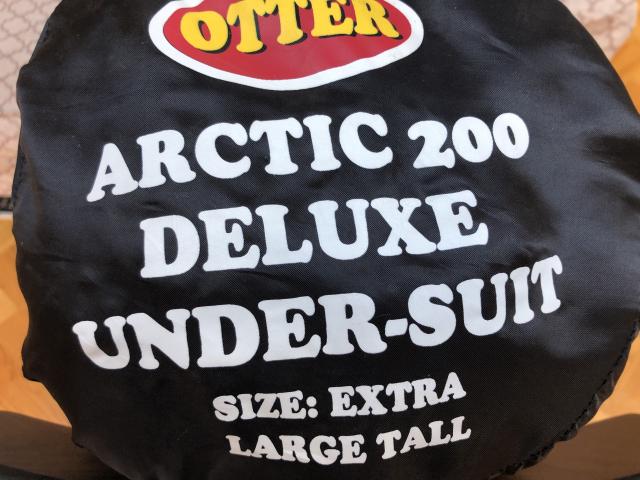 OTTER
ARCTIC 200
DELUXE
UNDER-SUIT
SIZE: EXTRA
LARGE TALL